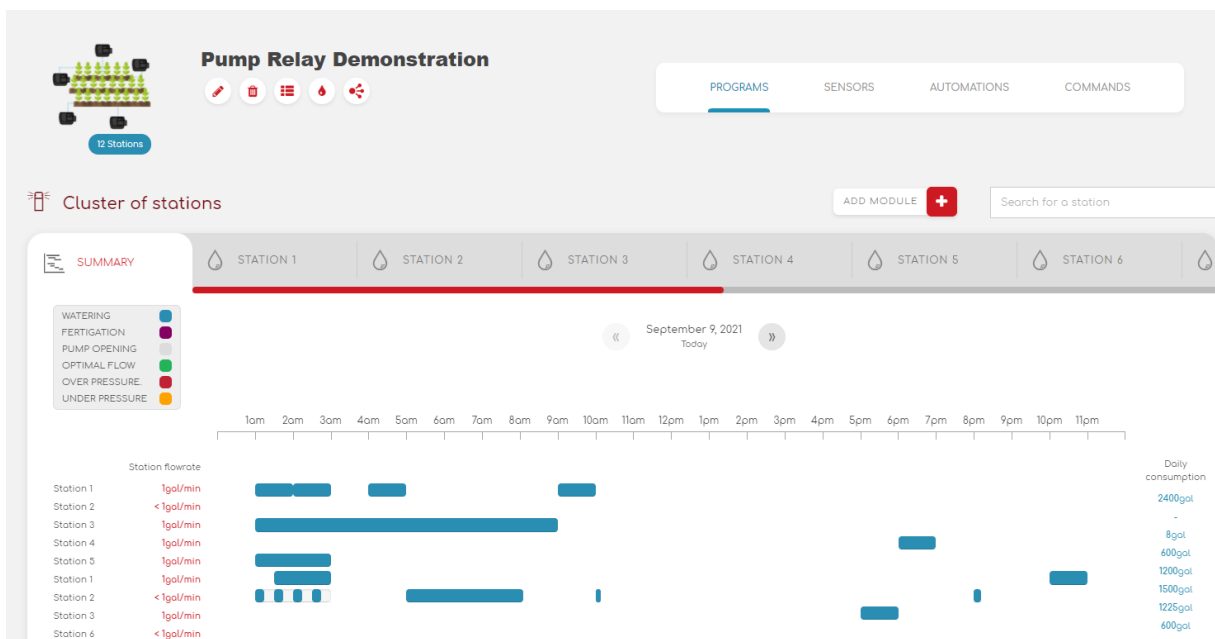 Pump Relay Demonstration
PROGRAMS SENSORS AUTOMATIONS COMMANDS
12 Stations
Cluster of stations
ADD MODULE +
Search for a station
SUMMARY STATION 1 STATION 2 STATION 3 STATION 4 STATION 5 STATION 6
WATERING
FERTIGATION
PUMP OPENING
OPTIMAL FLOW
OVER PRESSURE.
UNDER PRESSURE
« September 9, 2021 »
Today
1am 2am 3am 4am 5am 6am 7am 8am 9am 10am 11am 12pm 1pm 2pm 3pm 4pm 5pm 6pm 7pm 8pm 9pm 10pm 11pm
Station flowrate
Daily
consumption
Station 1 1gal/min 2400gal
Station 2 < 1gal/min -
Station 3 1gal/min 8gal
Station 4 1gal/min 600gal
Station 5 1gal/min 1200gal
Station 1 1gal/min 1500gal
Station 2 < 1gal/min 1225gal
Station 3 1gal/min 600gal
Station 6 < 1gal/min